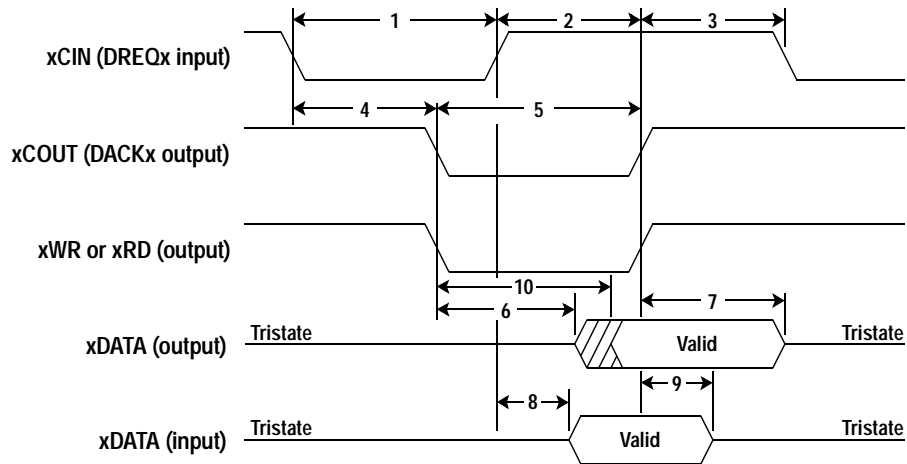 1 2 3
xCIN (DREQx input)
4 5
xCOUT (DACKx output)
xWR or xRD (output)
10
6 7
xDATA (output) Tristate Valid Tristate
8 9
xDATA (input) Tristate Valid Tristate